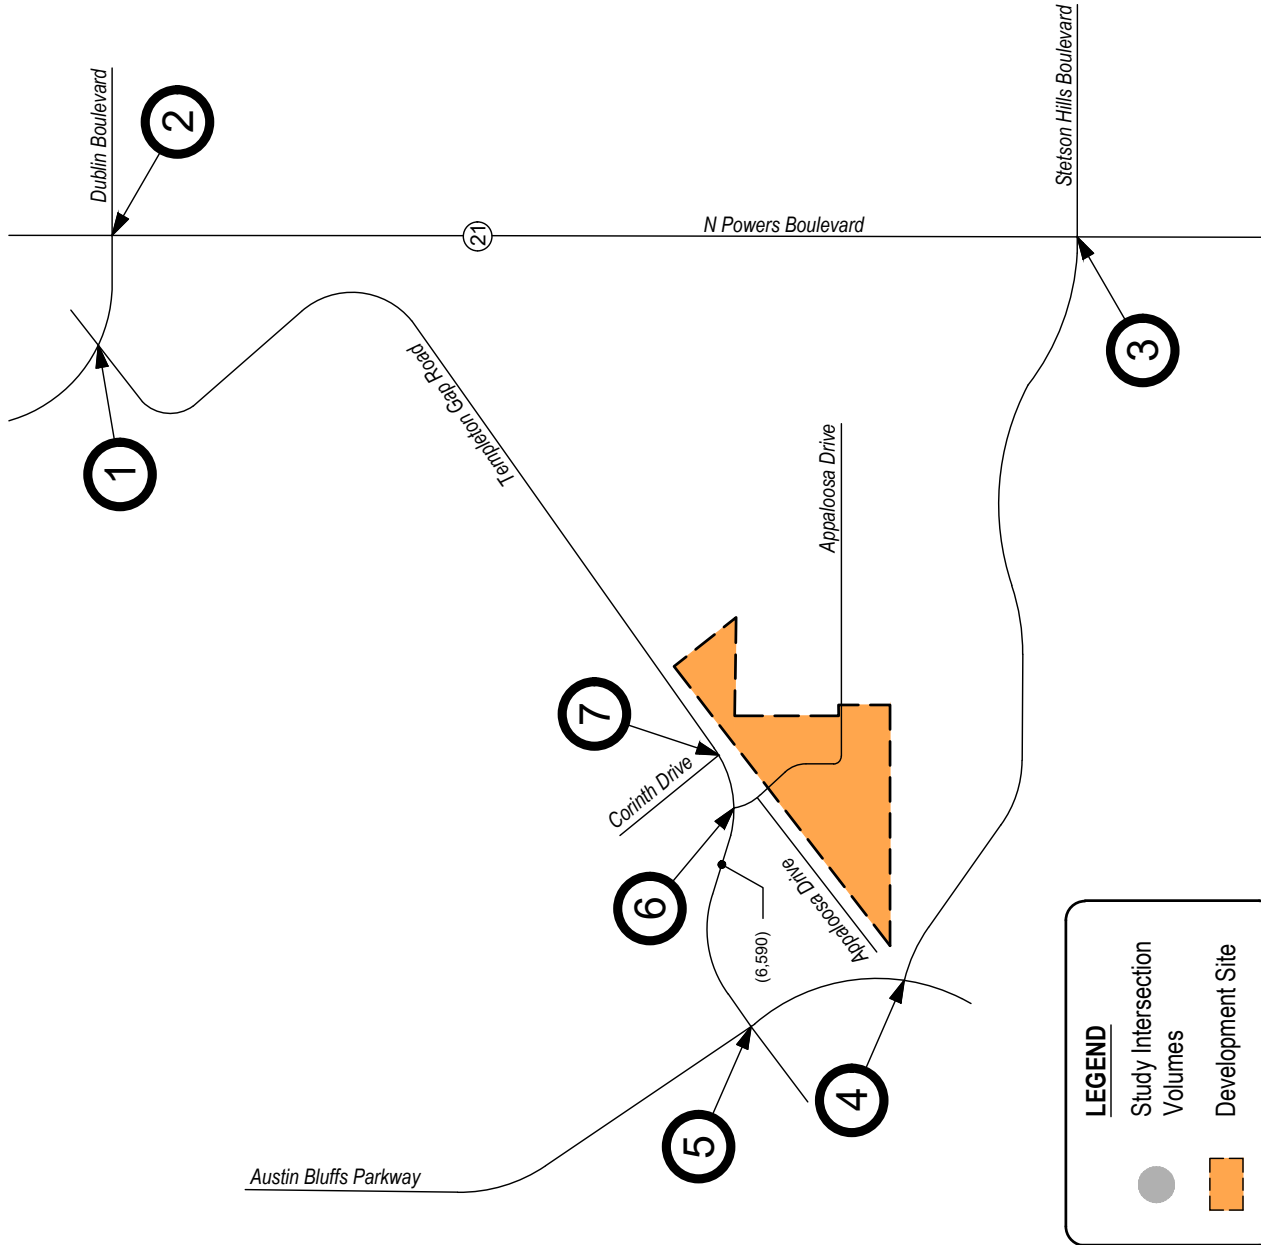 Dublin Boulevard
2
1
21
N Powers Boulevard
Stetson Hills Boulevard
3
Templeton Gap Road
Appaloosa Drive
7
Corinth Drive
6
Appaloosa Drive
(6,590)
5
4
Austin Bluffs Parkway
LEGEND
Study Intersection
Volumes
Development Site